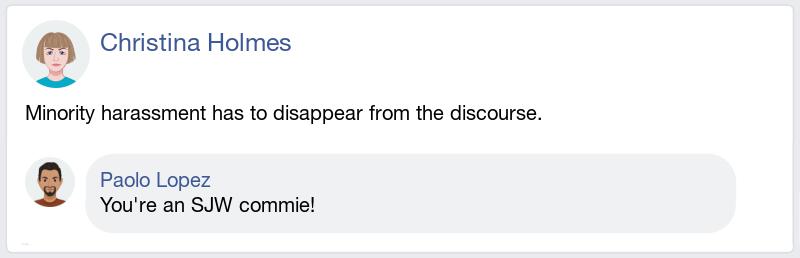 Christina Holmes
Minority harassment has to disappear from the discourse.
Paolo Lopez
You're an SJW commie!